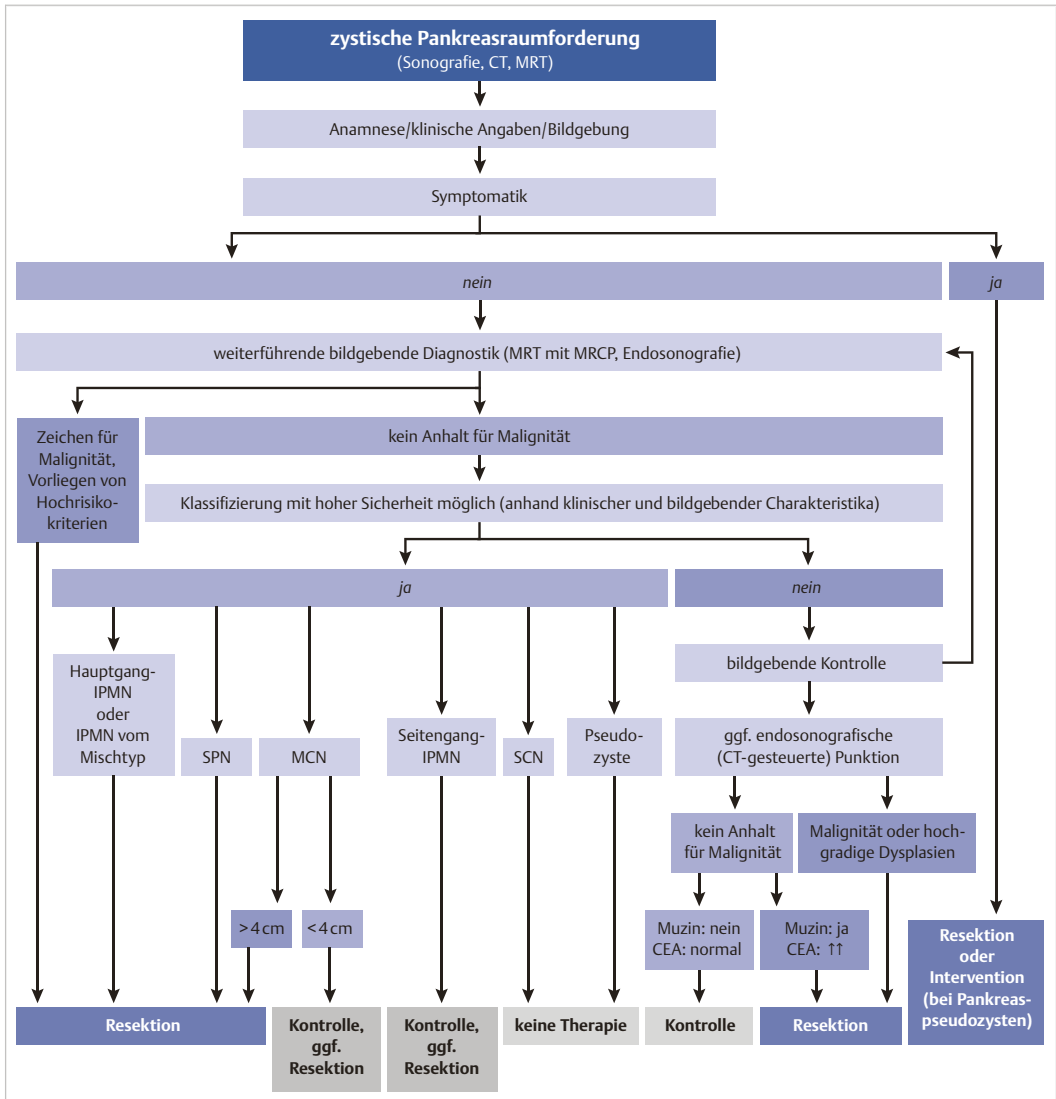 zystische Pankreasraumforderung
(Sonografie, CT, MRT)
Anamnese/klinische Angaben/Bildgebung
Symptomatik
nein
ja
weiterführende bildgebende Diagnostik (MRT mit MRCP, Endosonografie)
Zeichen für
Malignität,
Vorliegen von
Hochrisiko-
kriterien
kein Anhalt für Malignität
Klassifizierung mit hoher Sicherheit möglich (anhand klinischer und bildgebender Charakteristika)
ja
nein
bildgebende Kontrolle
Hauptgang-
IPMN
oder
IPMN vom
Mischtyp
SPN
MCN
Seitengang-
IPMN
SCN
Pseudo-
zyste
ggf. endosonografische
(CT-gesteuerte) Punktion
kein Anhalt
für Malignität
Malignität oder hoch-
gradige Dysplasien
>4 cm
<4 cm
Muzin: nein
CEA: normal
Muzin: ja
CEA: ↑↑
Resektion
oder
Intervention
(bei Pankreas-
pseudozysten)
Resektion
Kontrolle,
ggf.
Resektion
Kontrolle,
ggf.
Resektion
keine Therapie
Kontrolle
Resektion